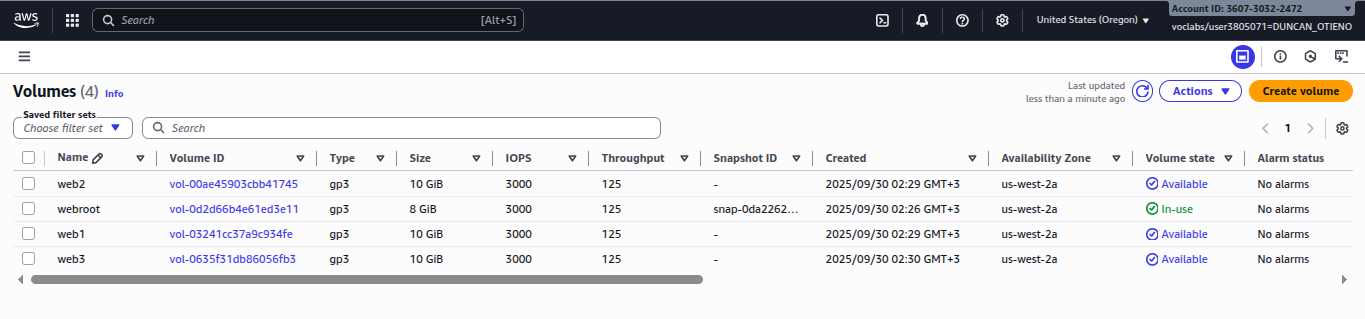 aws
Search [Alt+S]
United States (Oregon)
Account ID: 3607-3032-2472
voclabs/user3805071=DUNCAN_OTIENO
Volumes (4) Info
Last updated
less than a minute ago
Actions
Create volume
Saved filter sets
Choose filter set
Search
1
Name Volume ID Type Size IOPS Throughput Snapshot ID Created Availability Zone Volume state Alarm status
web2 vol-00ae45903cbb41745 gp3 10 GiB 3000 125 - 2025/09/30 02:29 GMT+3 us-west-2a Available No alarms
webroot vol-0d2d66b4e61ed3e11 gp3 8 GiB 3000 125 snap-0da2262... 2025/09/30 02:26 GMT+3 us-west-2a In-use No alarms
web1 vol-03241cc37a9c934fe gp3 10 GiB 3000 125 - 2025/09/30 02:29 GMT+3 us-west-2a Available No alarms
web3 vol-0635f31db86056fb3 gp3 10 GiB 3000 125 - 2025/09/30 02:30 GMT+3 us-west-2a Available No alarms